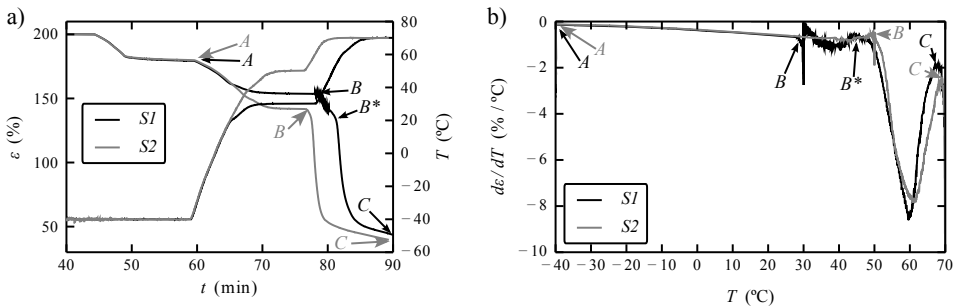 a)
200
150
100
50
ε (%)
40 50 60 70 80 90
t (min)
80
60
40
20
0
−20
−40
−60
T (ºC)
A
A
B
B*
B
C
C
S1
S2
b)
0
−2
−4
−6
−8
−10
dε/dT (% / ºC)
−40 −30 −20 −10 0 10 20 30 40 50 60 70
T (ºC)
A
A
B
B*
B
C
C
S1
S2